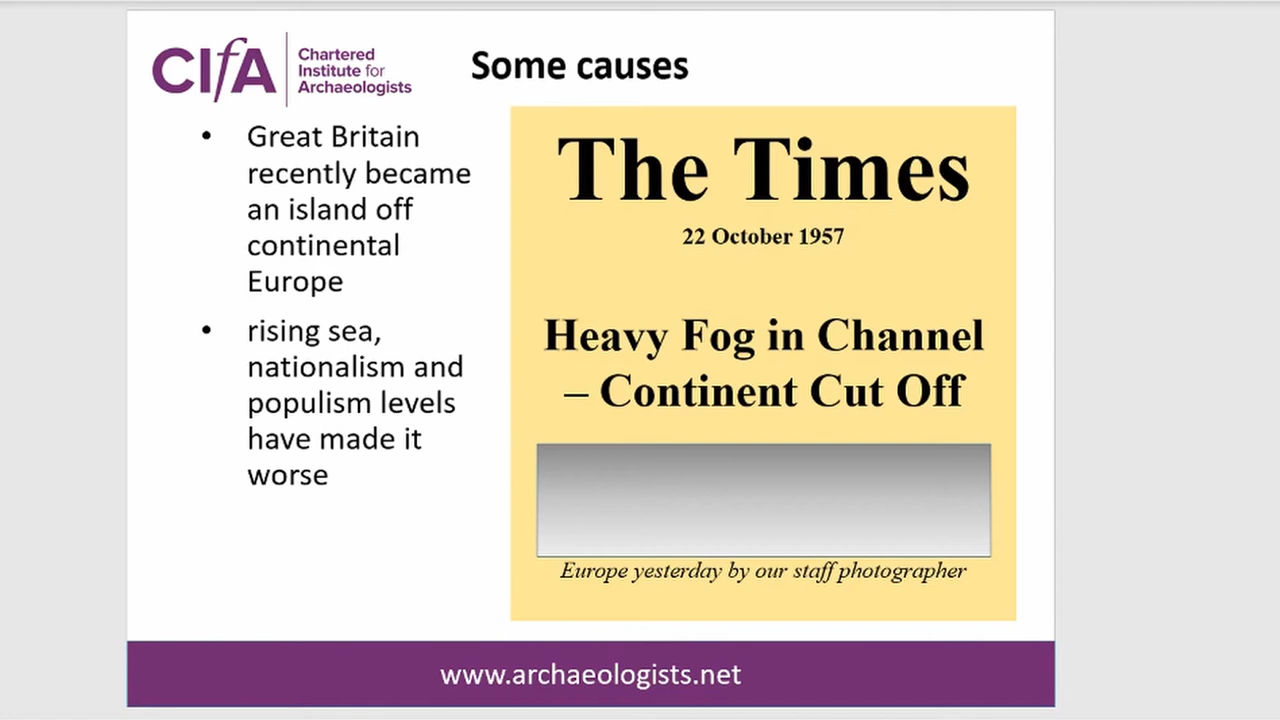 CIfA
Chartered
Institute for
Archaeologists
Some causes
• Great Britain
recently became
an island off
continental
Europe
• rising sea,
nationalism and
populism levels
have made it
worse
The Times
22 October 1957
Heavy Fog in Channel
– Continent Cut Off
Europe yesterday by our staff photographer
www.archaeologists.net